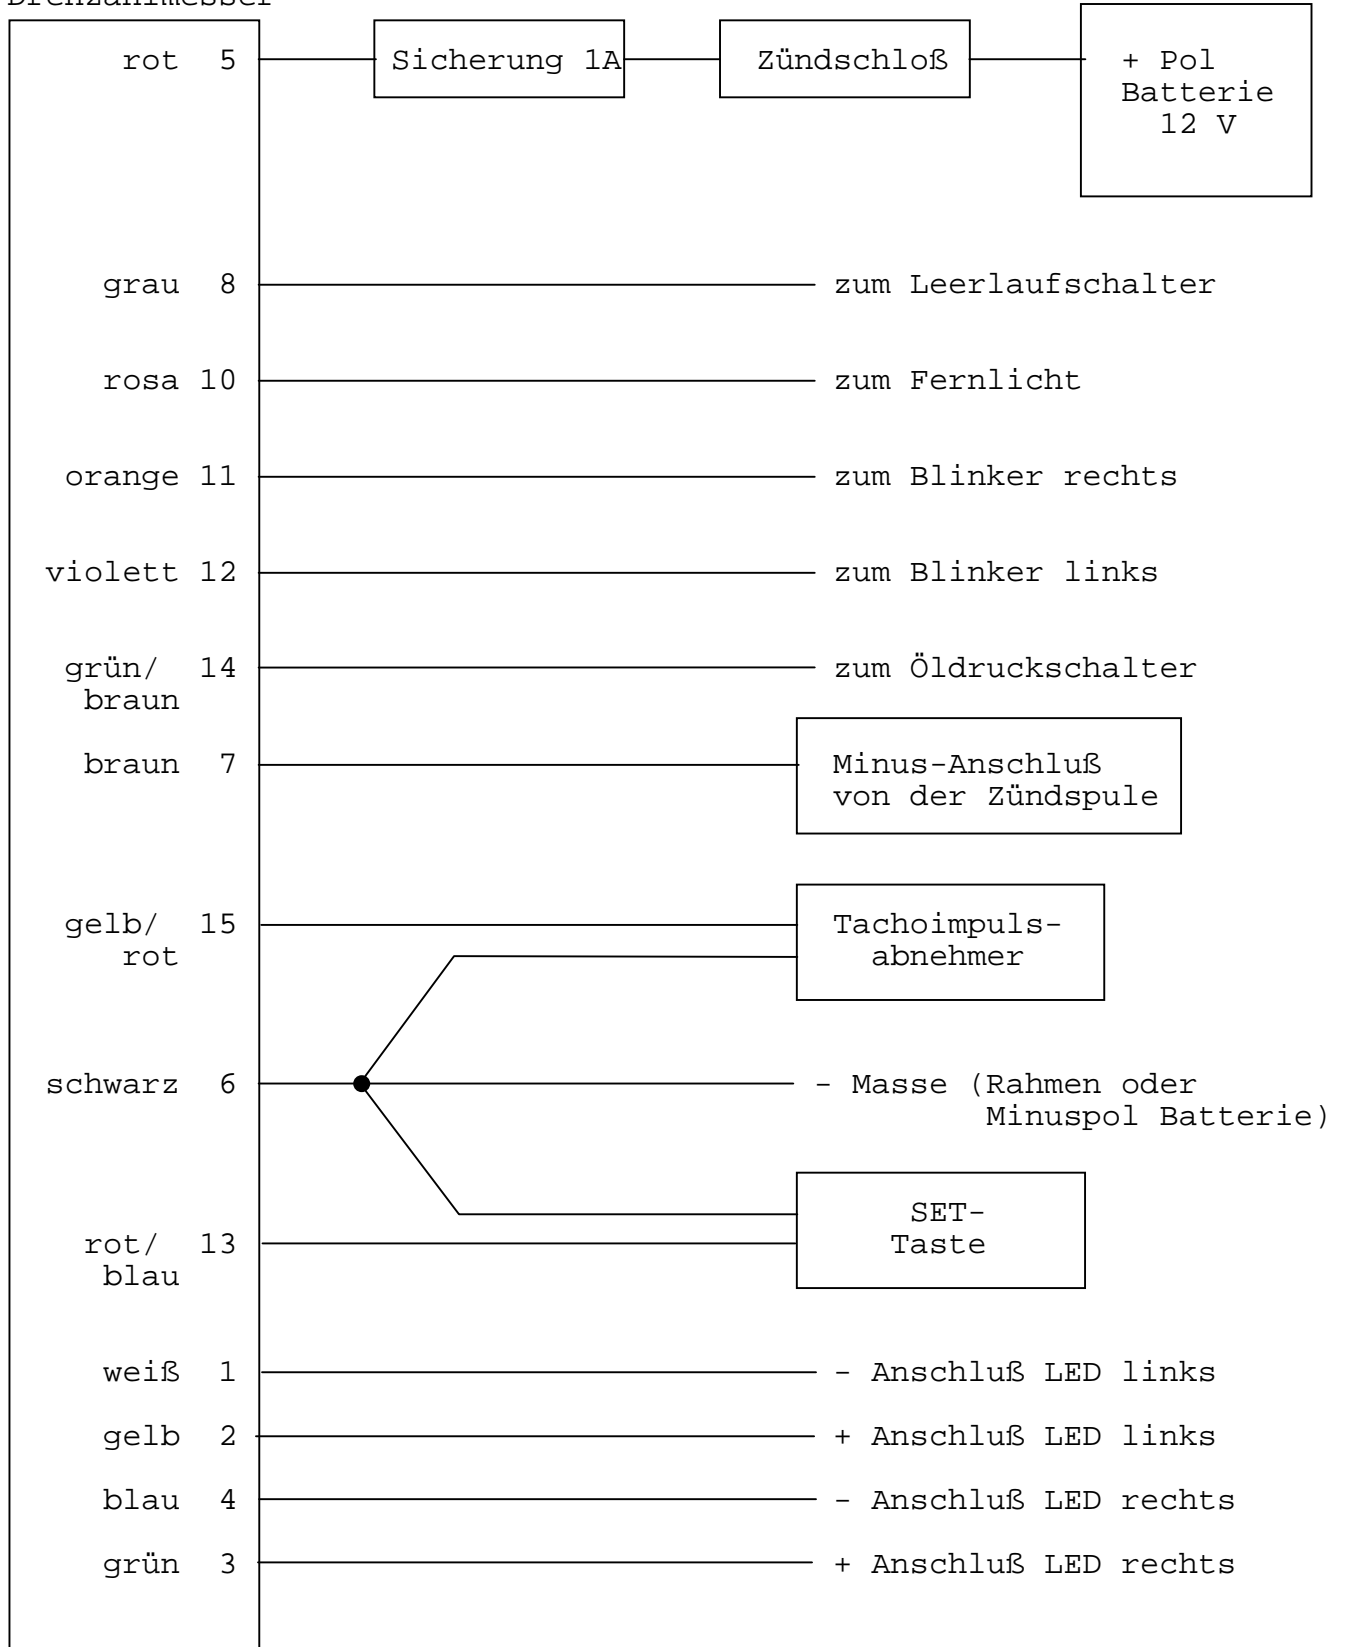 Drehzahlmesser
rot 5 Sicherung 1A Zündschloß + Pol
Batterie
12 V
grau 8 zum Leerlaufschalter
rosa 10 zum Fernlicht
orange 11 zum Blinker rechts
violett 12 zum Blinker links
grün/ 14 zum Öldruckschalter
braun
braun 7 Minus-Anschluß
von der Zündspule
gelb/ 15 Tachoimpuls-
rot abnehmer
schwarz 6 - Masse (Rahmen oder
Minuspol Batterie)
SET-
rot/ 13 Taste
blau
weiß 1 - Anschluß LED links
gelb 2 + Anschluß LED links
blau 4 - Anschluß LED rechts
grün 3 + Anschluß LED rechts